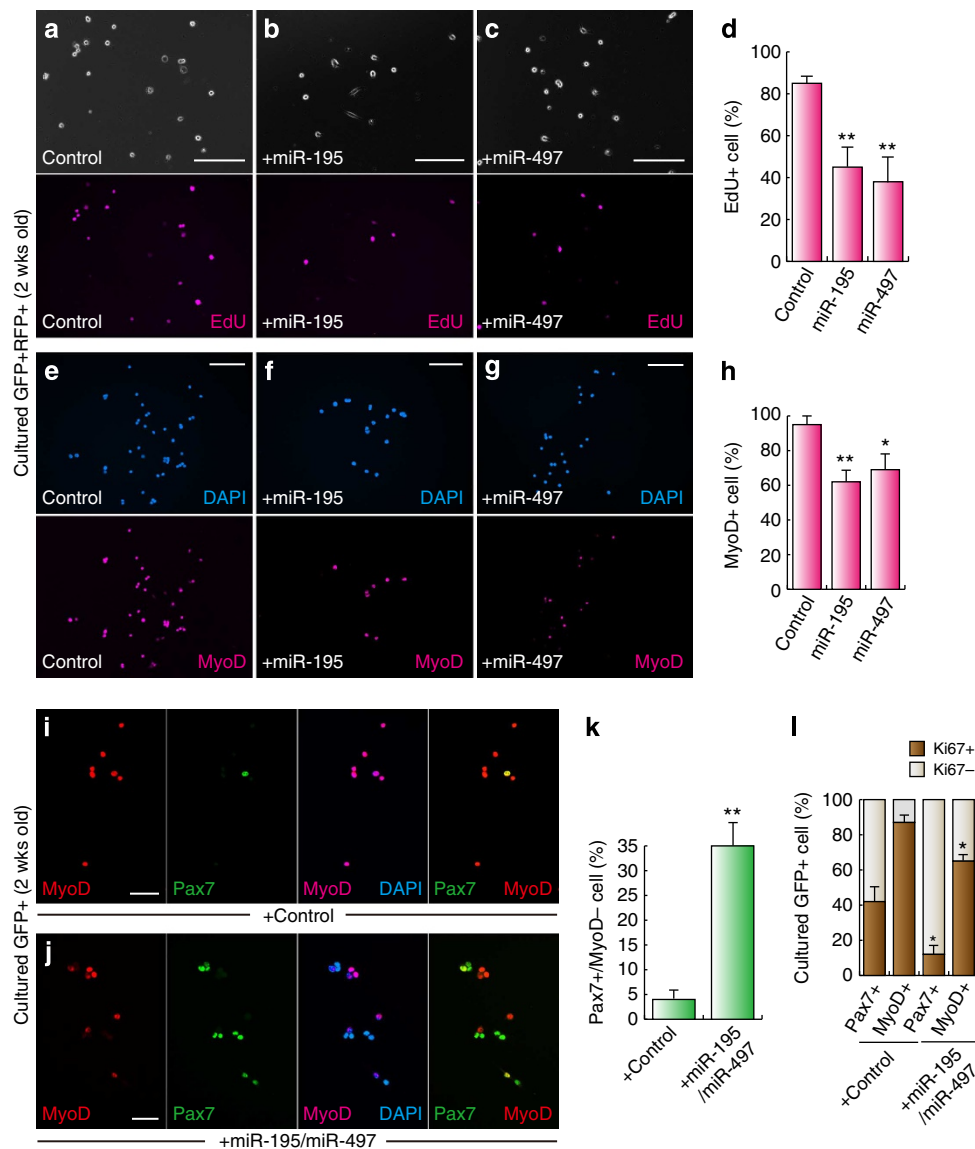 Cultured GFP+RFP+ (2 wks old)
a
Control
b
+miR-195
c
+miR-497
Control
EdU
+miR-195
EdU
+miR-497
EdU
d
EdU+ cell (%)
100
80
60
40
20
0
**
**
Control
miR-195
miR-497
e
Control
DAPI
f
+miR-195
DAPI
g
+miR-497
DAPI
Control
MyoD
+miR-195
MyoD
+miR-497
MyoD
h
MyoD+ cell (%)
100
80
60
40
20
0
**
*
Control
miR-195
miR-497
Cultured GFP+ (2 wks old)
i
MyoD
Pax7
MyoD
DAPI
Pax7
MyoD
+Control
j
MyoD
Pax7
MyoD
DAPI
Pax7
MyoD
+miR-195/miR-497
k
Pax7+/MyoD– cell (%)
35
30
25
20
15
10
5
0
**
+Control
+miR-195
/miR-497
l
Ki67+
Ki67–
Cultured GFP+ cell (%)
100
80
60
40
20
0
*
*
Pax7+
MyoD+
Pax7+
MyoD+
+Control
+miR-195
/miR-497